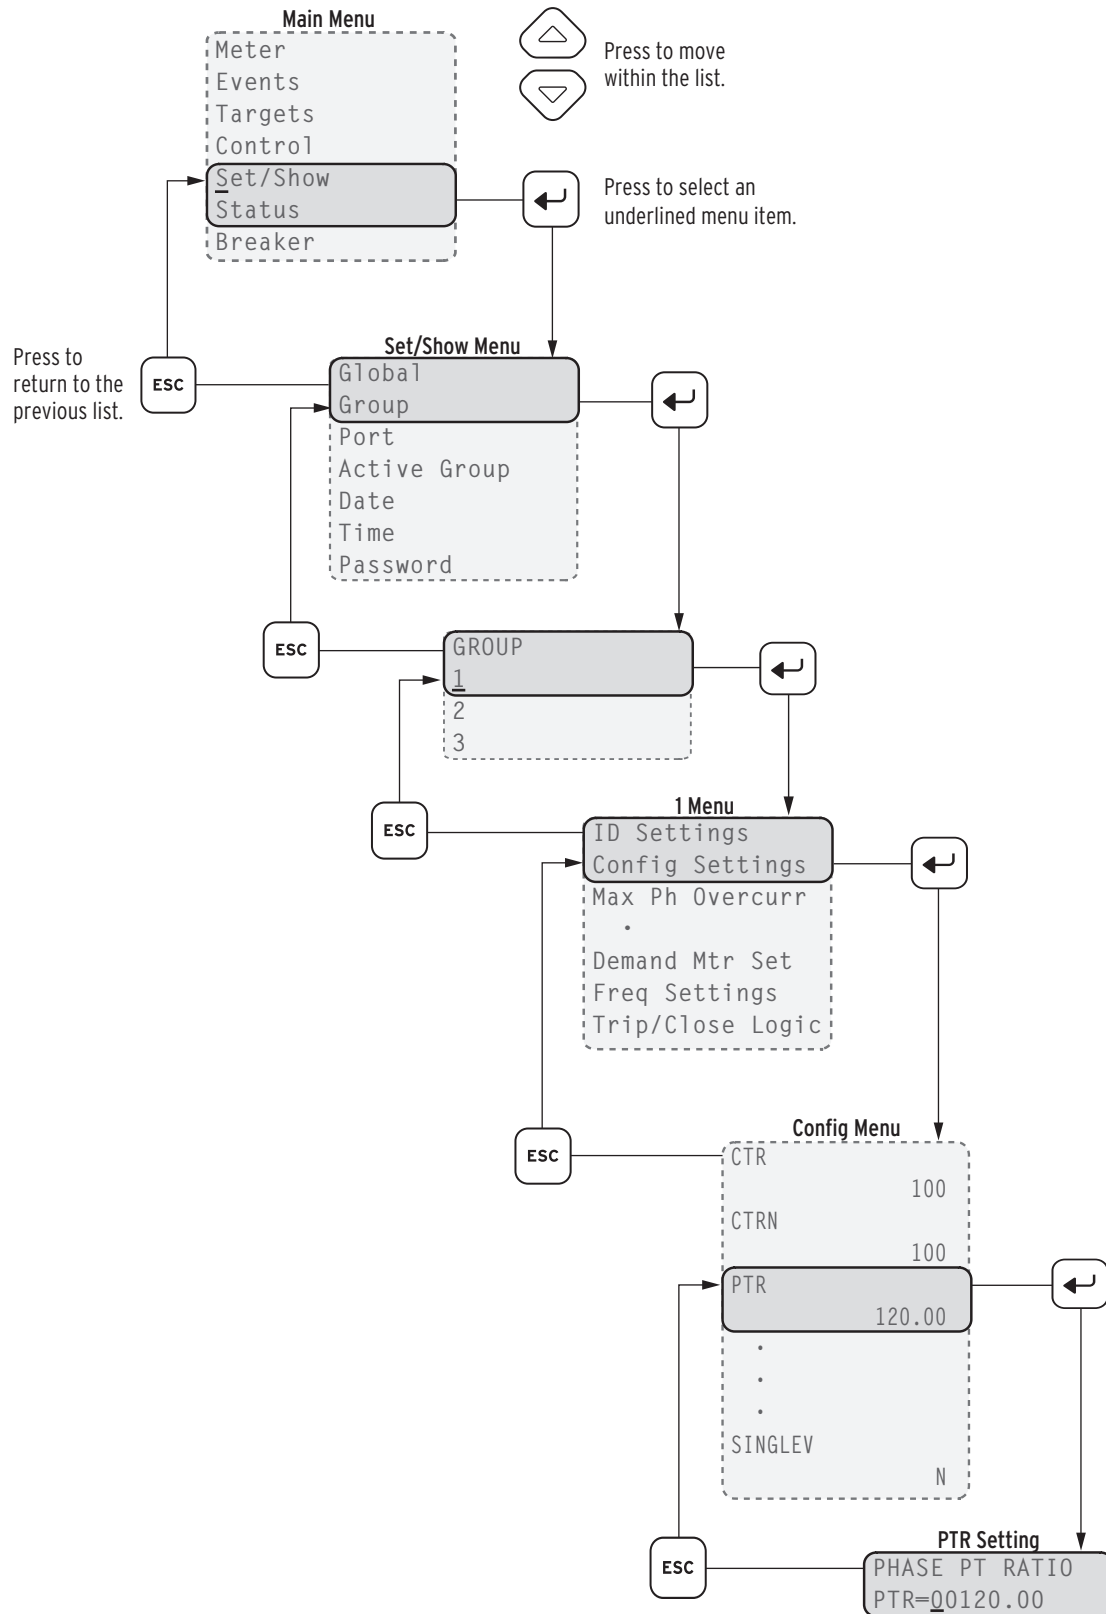 Main Menu
Meter
Events
Targets
Control
Set/Show
Status
Breaker
Press to move
within the list.
Press to select an
underlined menu item.
Press to
return to the
previous list.
ESC
Set/Show Menu
Global
Group
Port
Active Group
Date
Time
Password
ESC
GROUP
1
2
3
ESC
1 Menu
ID Settings
Config Settings
Max Ph Overcurr
.
Demand Mtr Set
Freq Settings
Trip/Close Logic
ESC
Config Menu
CTR
100
CTRN
100
PTR
120.00
.
.
.
SINGLEV
N
ESC
PTR Setting
PHASE PT RATIO
PTR=00120.00